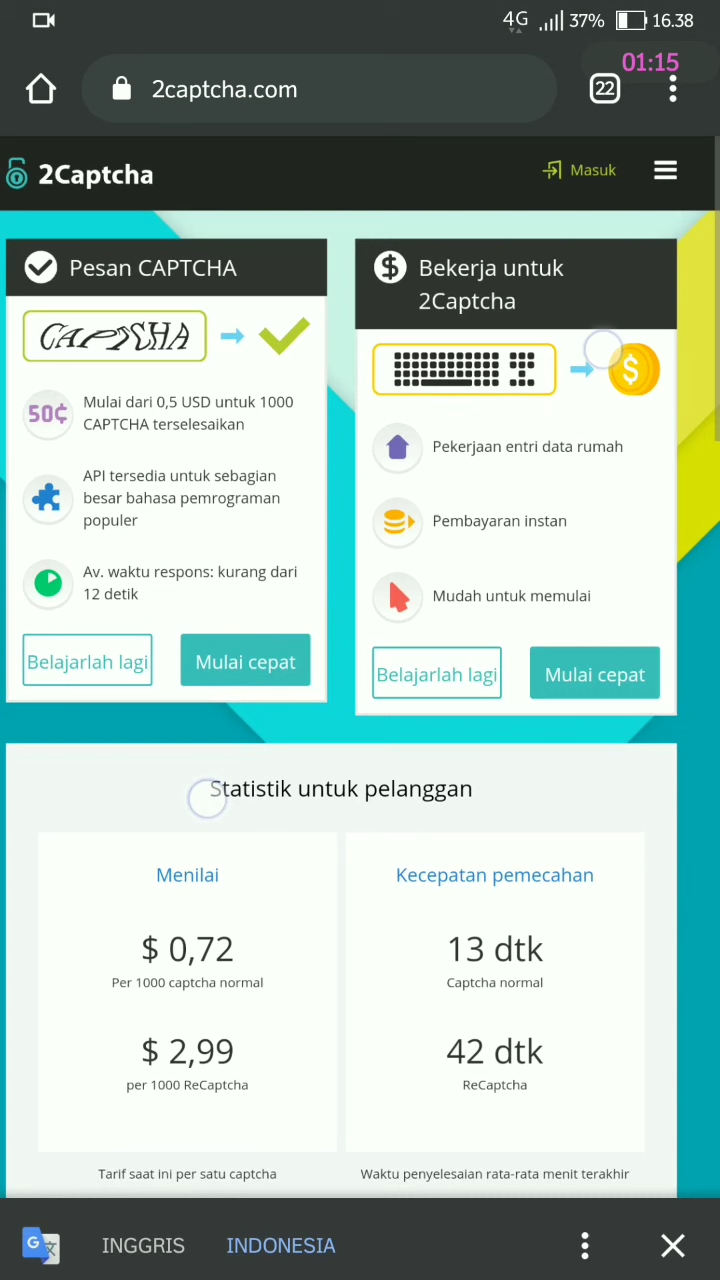 4G 37% 16.38
01:15
2captcha.com
22
2Captcha
Masuk
Pesan CAPTCHA
CAPTCHA
50¢
Mulai dari 0,5 USD untuk 1000
CAPTCHA terselesaikan
API tersedia untuk sebagian
besar bahasa pemrograman
populer
Av. waktu respons: kurang dari
12 detik
Belajarlah lagi
Mulai cepat
Bekerja untuk
2Captcha
Pekerjaan entri data rumah
Pembayaran instan
Mudah untuk memulai
Belajarlah lagi
Mulai cepat
Statistik untuk pelanggan
Menilai
$ 0,72
Per 1000 captcha normal
$ 2,99
per 1000 ReCaptcha
Tarif saat ini per satu captcha
Kecepatan pemecahan
13 dtk
Captcha normal
42 dtk
ReCaptcha
Waktu penyelesaian rata-rata menit terakhir
INGGRIS
INDONESIA